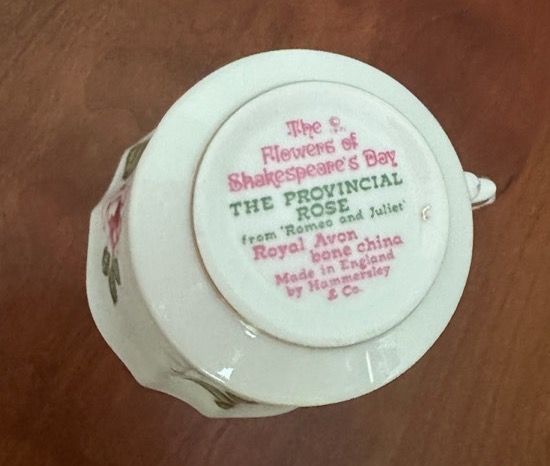 The
Flowers of
Shakespeare's Day
THE PROVINCIAL
ROSE
from 'Romeo and Juliet'
Royal Avon
bone china
Made in England
by Hammersley
& Co.